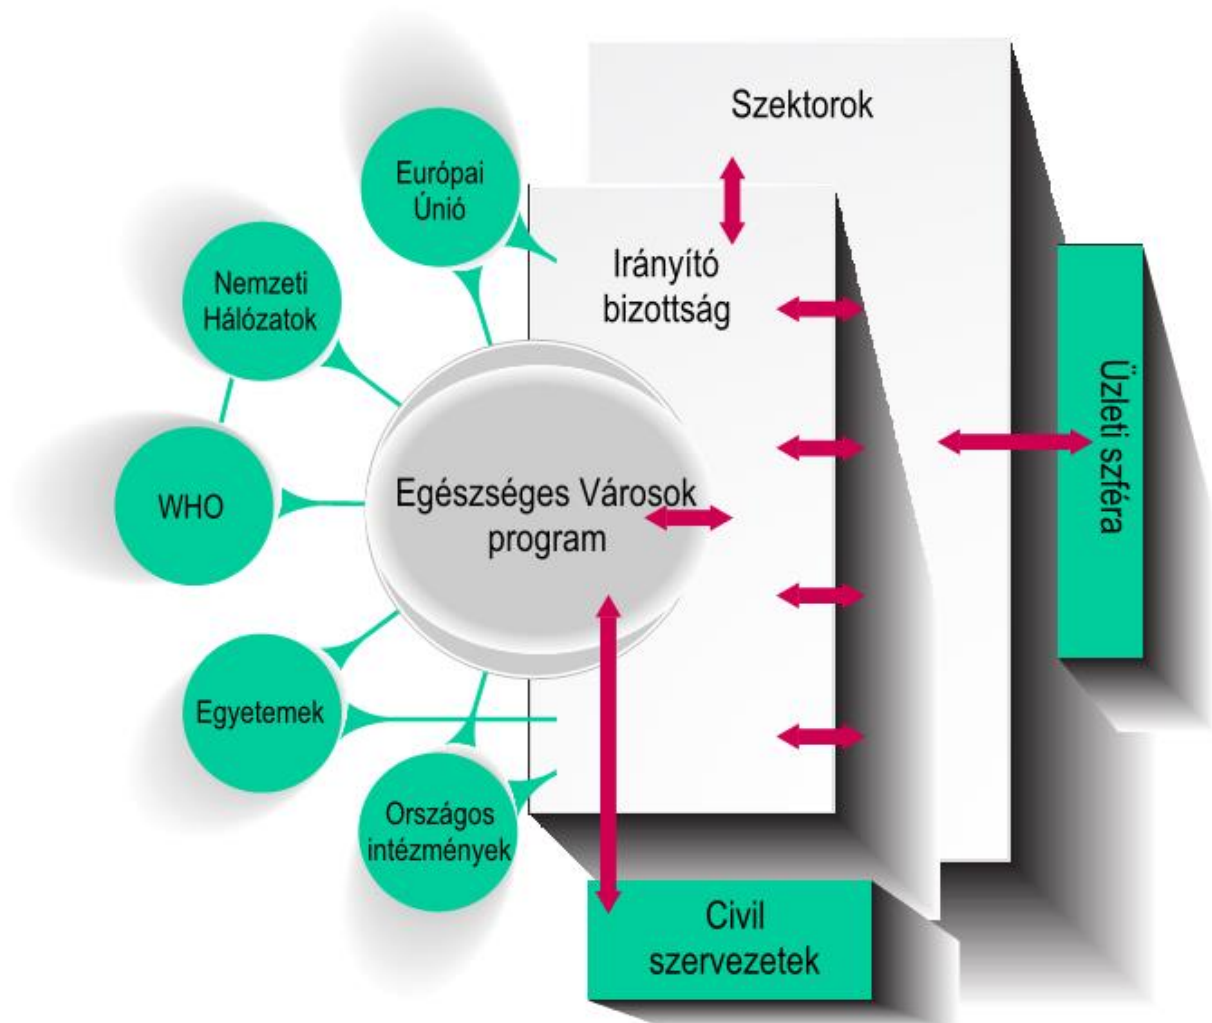 Szektorok
Európai
Únió
Irányító
bizottság
Nemzeti
Hálózatok
Üzleti szféra
WHO
Egészséges Városok
program
Egyetemek
Országos
intézmények
Civil
szervezetek